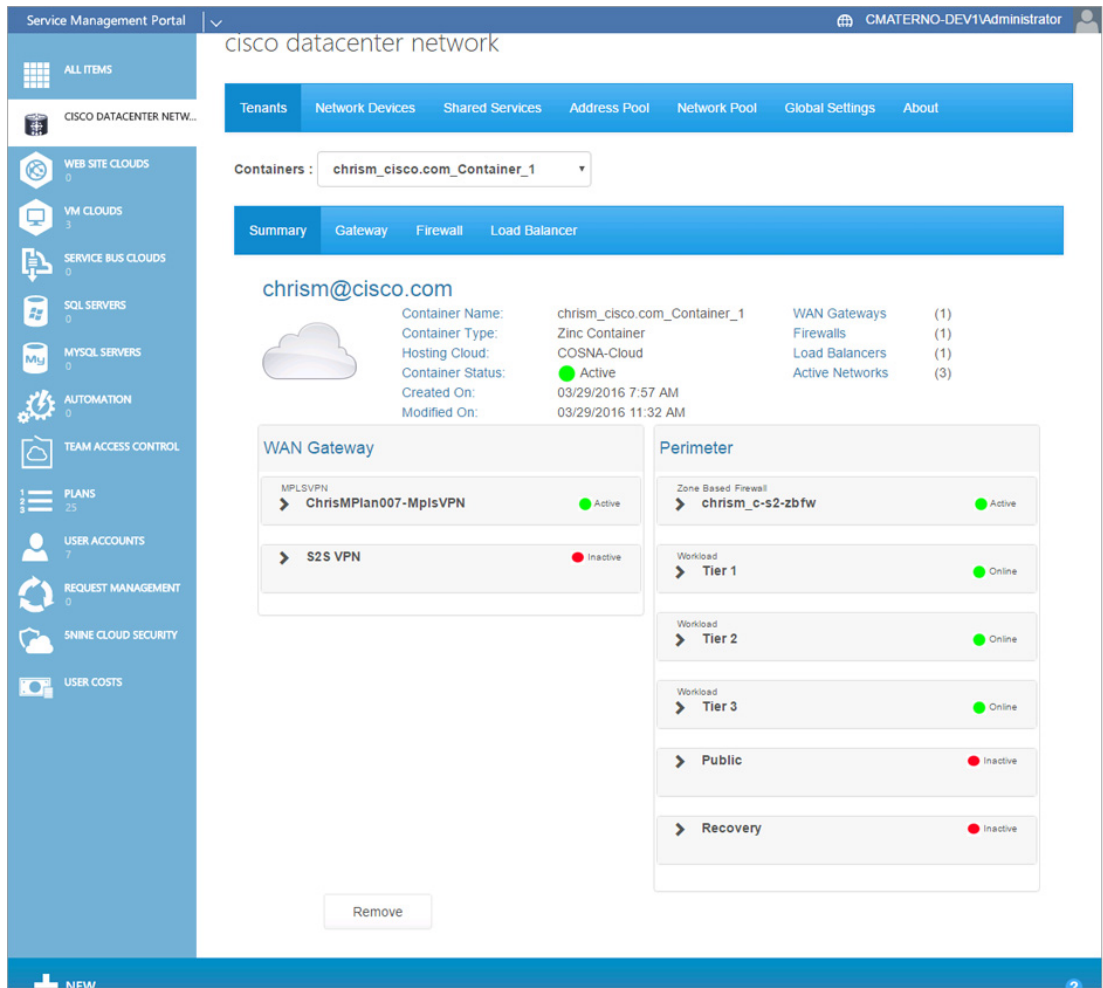 Service Management Portal
CMATERNO-DEV1\Administrator
cisco datacenter network
ALL ITEMS
CISCO DATACENTER NETW...
WEB SITE CLOUDS
0
VM CLOUDS
3
SERVICE BUS CLOUDS
0
SQL SERVERS
0
MYSQL SERVERS
0
My
AUTOMATION
0
TEAM ACCESS CONTROL
1
2
3
PLANS
25
USER ACCOUNTS
7
REQUEST MANAGEMENT
0
5NINE CLOUD SECURITY
USER COSTS
Tenants Network Devices Shared Services Address Pool Network Pool Global Settings About
Containers : chrism_cisco.com_Container_1
Summary Gateway Firewall Load Balancer
chrism@cisco.com
Container Name: chrism_cisco.com_Container_1 WAN Gateways (1)
Container Type: Zinc Container Firewalls (1)
Hosting Cloud: COSNA-Cloud Load Balancers (1)
Container Status: Active Active Networks (3)
Created On: 03/29/2016 7:57 AM
Modified On: 03/29/2016 11:32 AM
WAN Gateway
MPLSVPN
ChrisMPlan007-MplsVPN Active
S2S VPN Inactive
Perimeter
Zone Based Firewall
chrism_c-s2-zbfw Active
Workload
Tier 1 Online
Workload
Tier 2 Online
Workload
Tier 3 Online
Public Inactive
Recovery Inactive
Remove
NEW
?